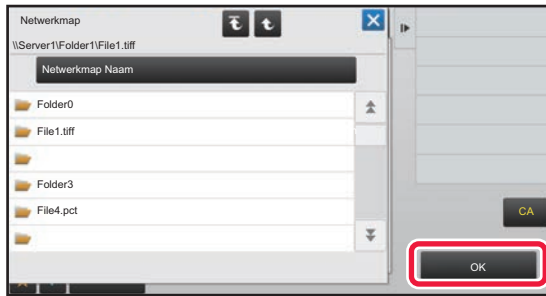 Netwerkmap
\\Server1\Folder1\File1.tiff
Netwerkmap Naam
Folder0
File1.tiff
Folder3
File4.pct
CA
OK